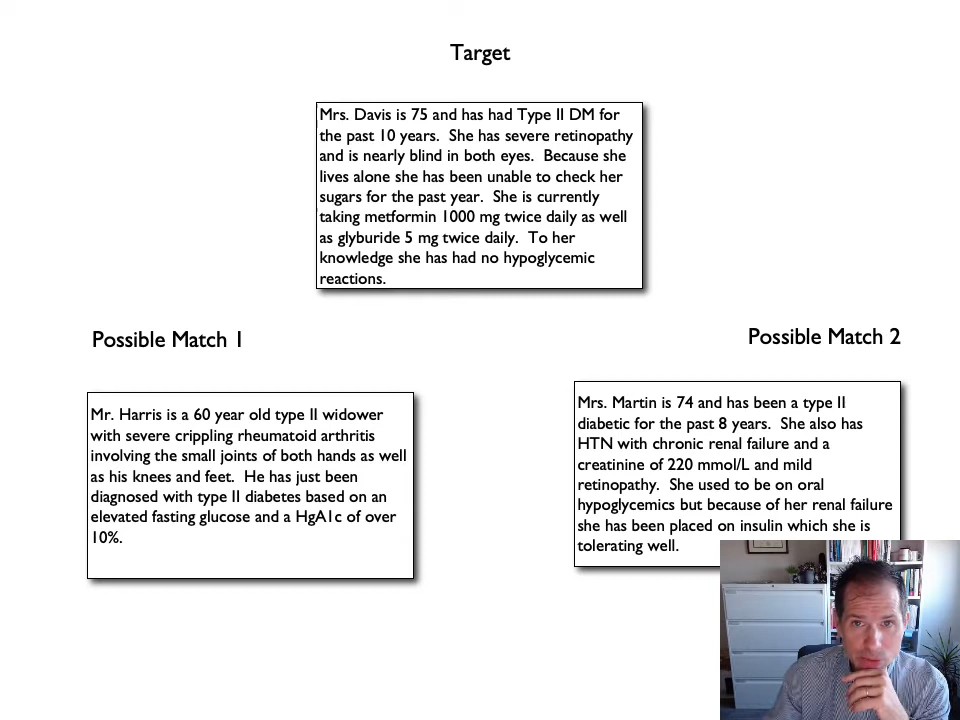 Target
Mrs. Davis is 75 and has had Type II DM for
the past 10 years.  She has severe retinopathy
and is nearly blind in both eyes.  Because she
lives alone she has been unable to check her
sugars for the past year.  She is currently
taking metformin 1000 mg twice daily as well
as glyburide 5 mg twice daily.  To her
knowledge she has had no hypoglycemic
reactions.
Possible Match 1
Mr. Harris is a 60 year old type II widower
with severe crippling rheumatoid arthritis
involving the small joints of both hands as well
as his knees and feet.  He has just been
diagnosed with type II diabetes based on an
elevated fasting glucose and a HgA1c of over
10%.
Possible Match 2
Mrs. Martin is 74 and has been a type II
diabetic for the past 8 years.  She also has
HTN with chronic renal failure and a
creatinine of 220 mmol/L and mild
retinopathy.  She used to be on oral
hypoglycemics but because of her renal failure
she has been placed on insulin which she is
tolerating well.